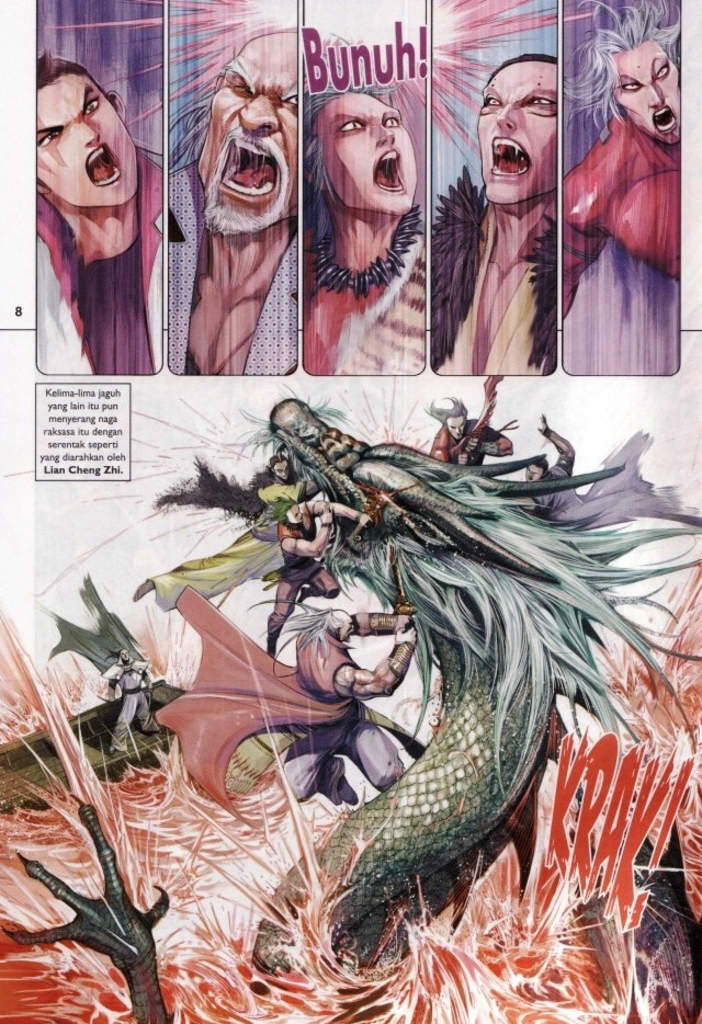 Bunuh!
8
Kelima-lima jaguh
yang lain itu pun
menyerang naga
raksasa itu dengan
serentak seperti
yang diarahkan oleh
Lian Cheng Zhi.
KRAK!